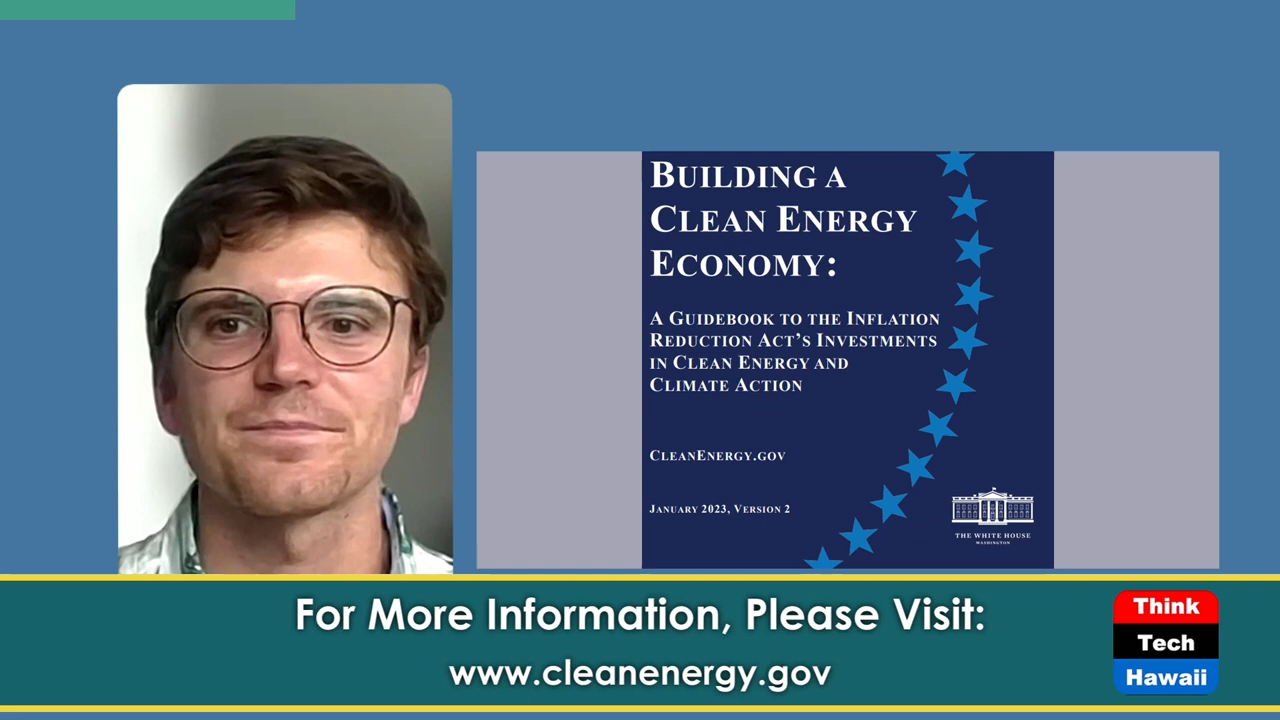 BUILDING A
CLEAN ENERGY
ECONOMY:
A GUIDEBOOK TO THE INFLATION
REDUCTION ACT'S INVESTMENTS
IN CLEAN ENERGY AND
CLIMATE ACTION
CLEANENERGY.GOV
JANUARY 2023, VERSION 2
THE WHITE HOUSE
WASHINGTON
For More Information, Please Visit:
www.cleanenergy.gov
Think
Tech
Hawaii